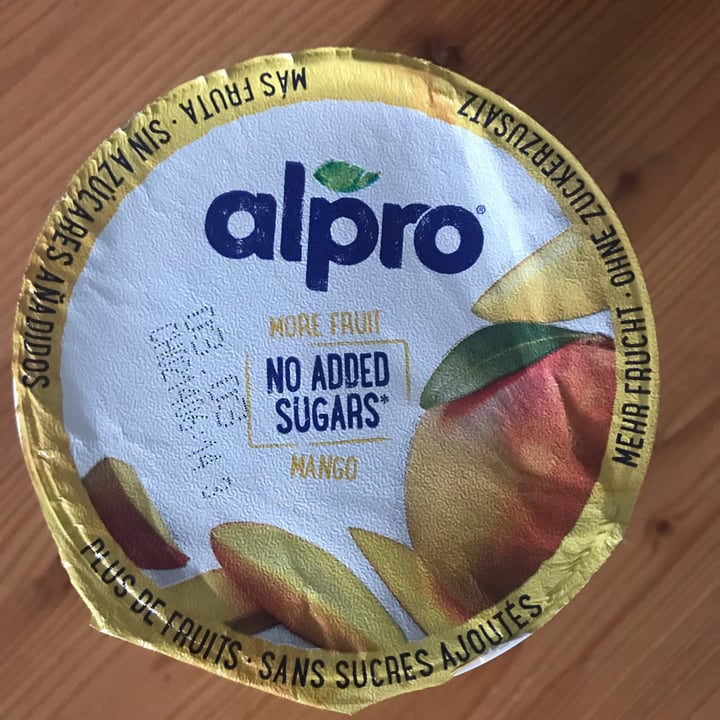 alpro®
MORE FRUIT
NO ADDED
SUGARS*
MANGO
MÁS FRUTA · SIN AZÚCARES AÑADIDOS
MEHR FRUCHT · OHNE ZUCKERZUSATZ
PLUS DE FRUITS · SANS SUCRES AJOUTÉS